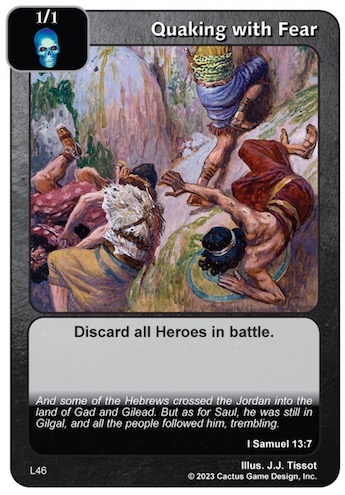 1/1
Quaking with Fear
Discard all Heroes in battle.
And some of the Hebrews crossed the Jordan into the
land of Gad and Gilead. But as for Saul, he was still in
Gilgal, and all the people followed him, trembling.
I Samuel 13:7
Illus. J.J. Tissot
L46
© 2023 Cactus Game Design, Inc.